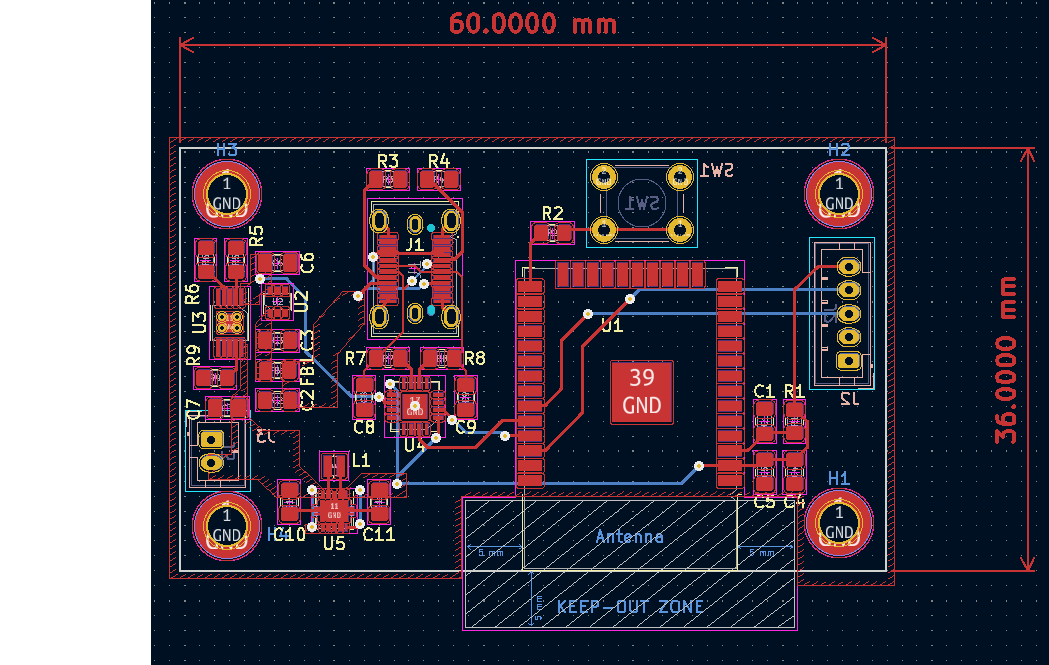 60.0000 mm
H3
H2
R3
R4
SW1
1
GND
SW1
1
GND
R2
R5
J1
C6
R6
U2
U2
36.0000 mm
U3
U1
C3
R9
R7
R8
FB1
39
GND
C2
J2
C7
C1
R1
17
GND
C8
C9
J3
U4
L1
H1
C5
C4
11
GND
1
GND
1
GND
H4
C10
U5
C11
Antenna
5 mm
5 mm
5 mm
KEEP-OUT ZONE